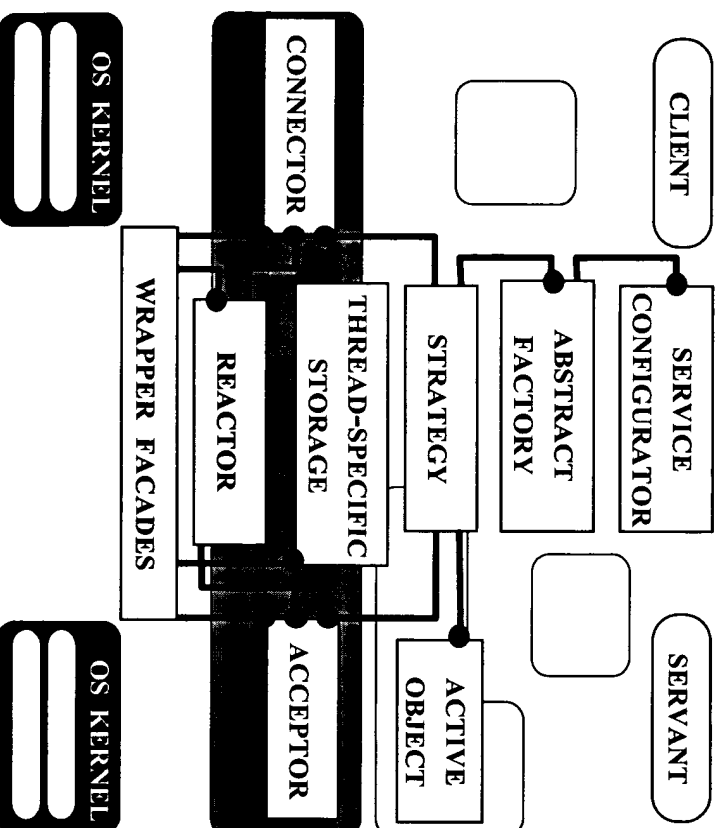 CLIENT
SERVANT
SERVICE
CONFIGURATOR
ABSTRACT
FACTORY
STRATEGY
ACTIVE
OBJECT
THREAD-SPECIFIC
STORAGE
CONNECTOR
ACCEPTOR
REACTOR
WRAPPER FACADES
OS KERNEL
OS KERNEL